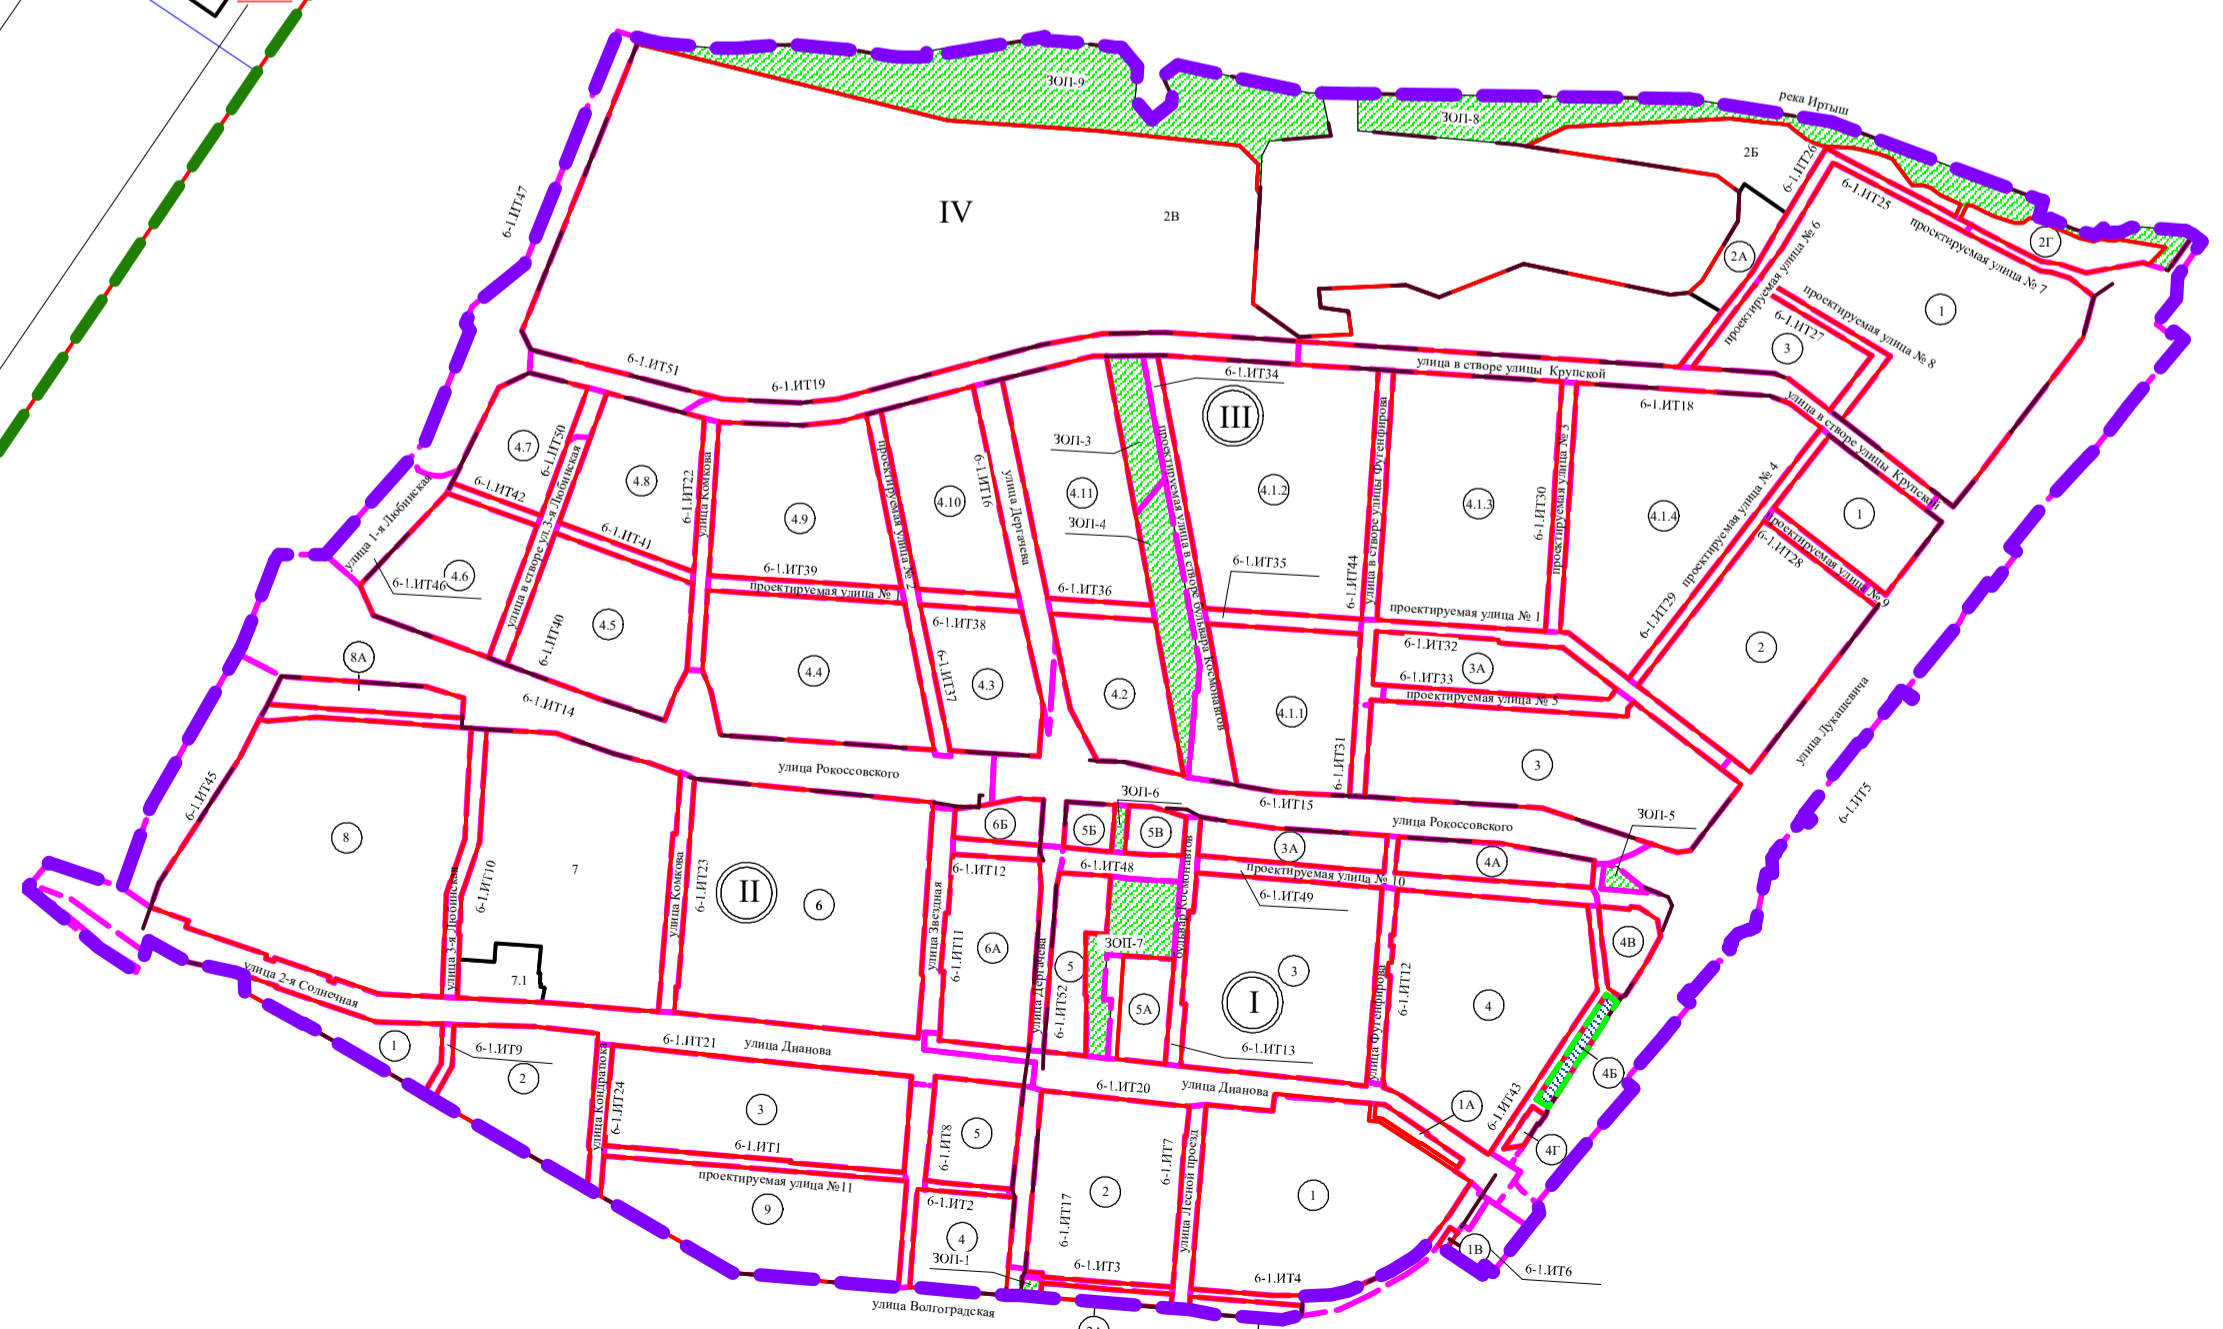 река Иртыш
ЗОП-9
ЗОП-8
2Б
6-1.ИТ26
6-1.ИТ25
6-1.ИТ47
IV
2В
проектируемая улица № 7
2Г
2А
проектируемая улица № 6
1
проектируемая улица № 8
6-1.ИТ27
3
6-1.ИТ51
6-1.ИТ19
6-1.ИТ34
улица в створе улицы Крупской
6-1.ИТ18
улица в створе улицы Крупской
III
ЗОП-3
4.7
6-1.ИТ50
4.8
6-1.ИТ22
улица Комкова
4.9
проектируемая улица № 2
4.10
6-1.ИТ16
улица Дергачева
4.11
ЗОП-4
проектируемая улица в створе бульвара Космонавтов
4.1.2
улица в створе улицы Фугенфирова
4.1.3
6-1.ИТ30
проектируемая улица № 3
4.1.4
проектируемая улица № 4
1
6-1.ИТ42
улица 1-я Любинская
улица в створе ул.3-я Любинская
6-1.ИТ41
6-1.ИТ28
проектируемая улица № 9
6-1.ИТ46
4.6
6-1.ИТ39
проектируемая улица № 1
6-1.ИТ36
6-1.ИТ35
6-1.ИТ44
проектируемая улица № 1
6-1.ИТ29
2
6-1.ИТ40
4.5
6-1.ИТ38
6-1.ИТ32
3А
6-1.ИТ33
проектируемая улица № 5
8А
4.4
6-1.ИТ37
4.3
4.2
4.1.1
6-1.ИТ14
6-1.ИТ31
3
улица Лукашевича
6-1.ИТ5
улица Рокоссовского
6-1.ИТ45
ЗОП-6
6-1.ИТ15
улица Рокоссовского
ЗОП-5
8
6Б
5Б
5В
3А
4А
улица 3-я Любинская
6-1.ИТ10
7
улица Комкова
6-1.ИТ23
II
6
улица Звездная
6-1.ИТ12
6-1.ИТ48
бульвар Космонавтов
проектируемая улица № 10
6-1.ИТ49
6А
6-1.ИТ11
улица Дергачева
5
ЗОП-7
3
4В
6-1.ИТ12
улица 2-я Солнечная
7.1
6-1.ИТ52
5А
I
4
улица Фугенфирова
1
6-1.ИТ9
2
6-1.ИТ21
улица Дианова
6-1.ИТ13
4Б
улица Кондратюка
6-1.ИТ24
3
6-1.ИТ20
улица Дианова
1А
6-1.ИТ43
6-1.ИТ1
6-1.ИТ8
5
6-1.ИТ7
улица Лесной проезд
4Г
проектируемая улица №11
9
6-1.ИТ2
4
6-1.ИТ17
2
1
ЗОП-1
6-1.ИТ3
6-1.ИТ4
1В
6-1.ИТ6
улица Волгоградская